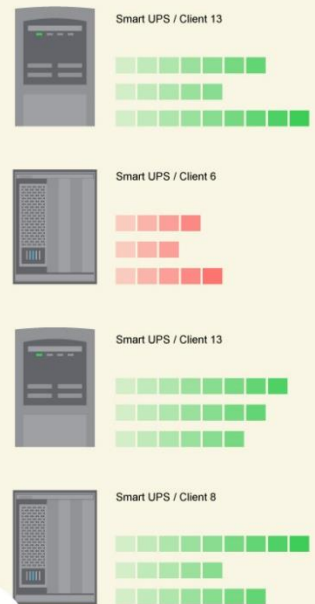 Smart UPS / Client 13
Smart UPS / Client 6
Smart UPS / Client 13
Smart UPS / Client 8